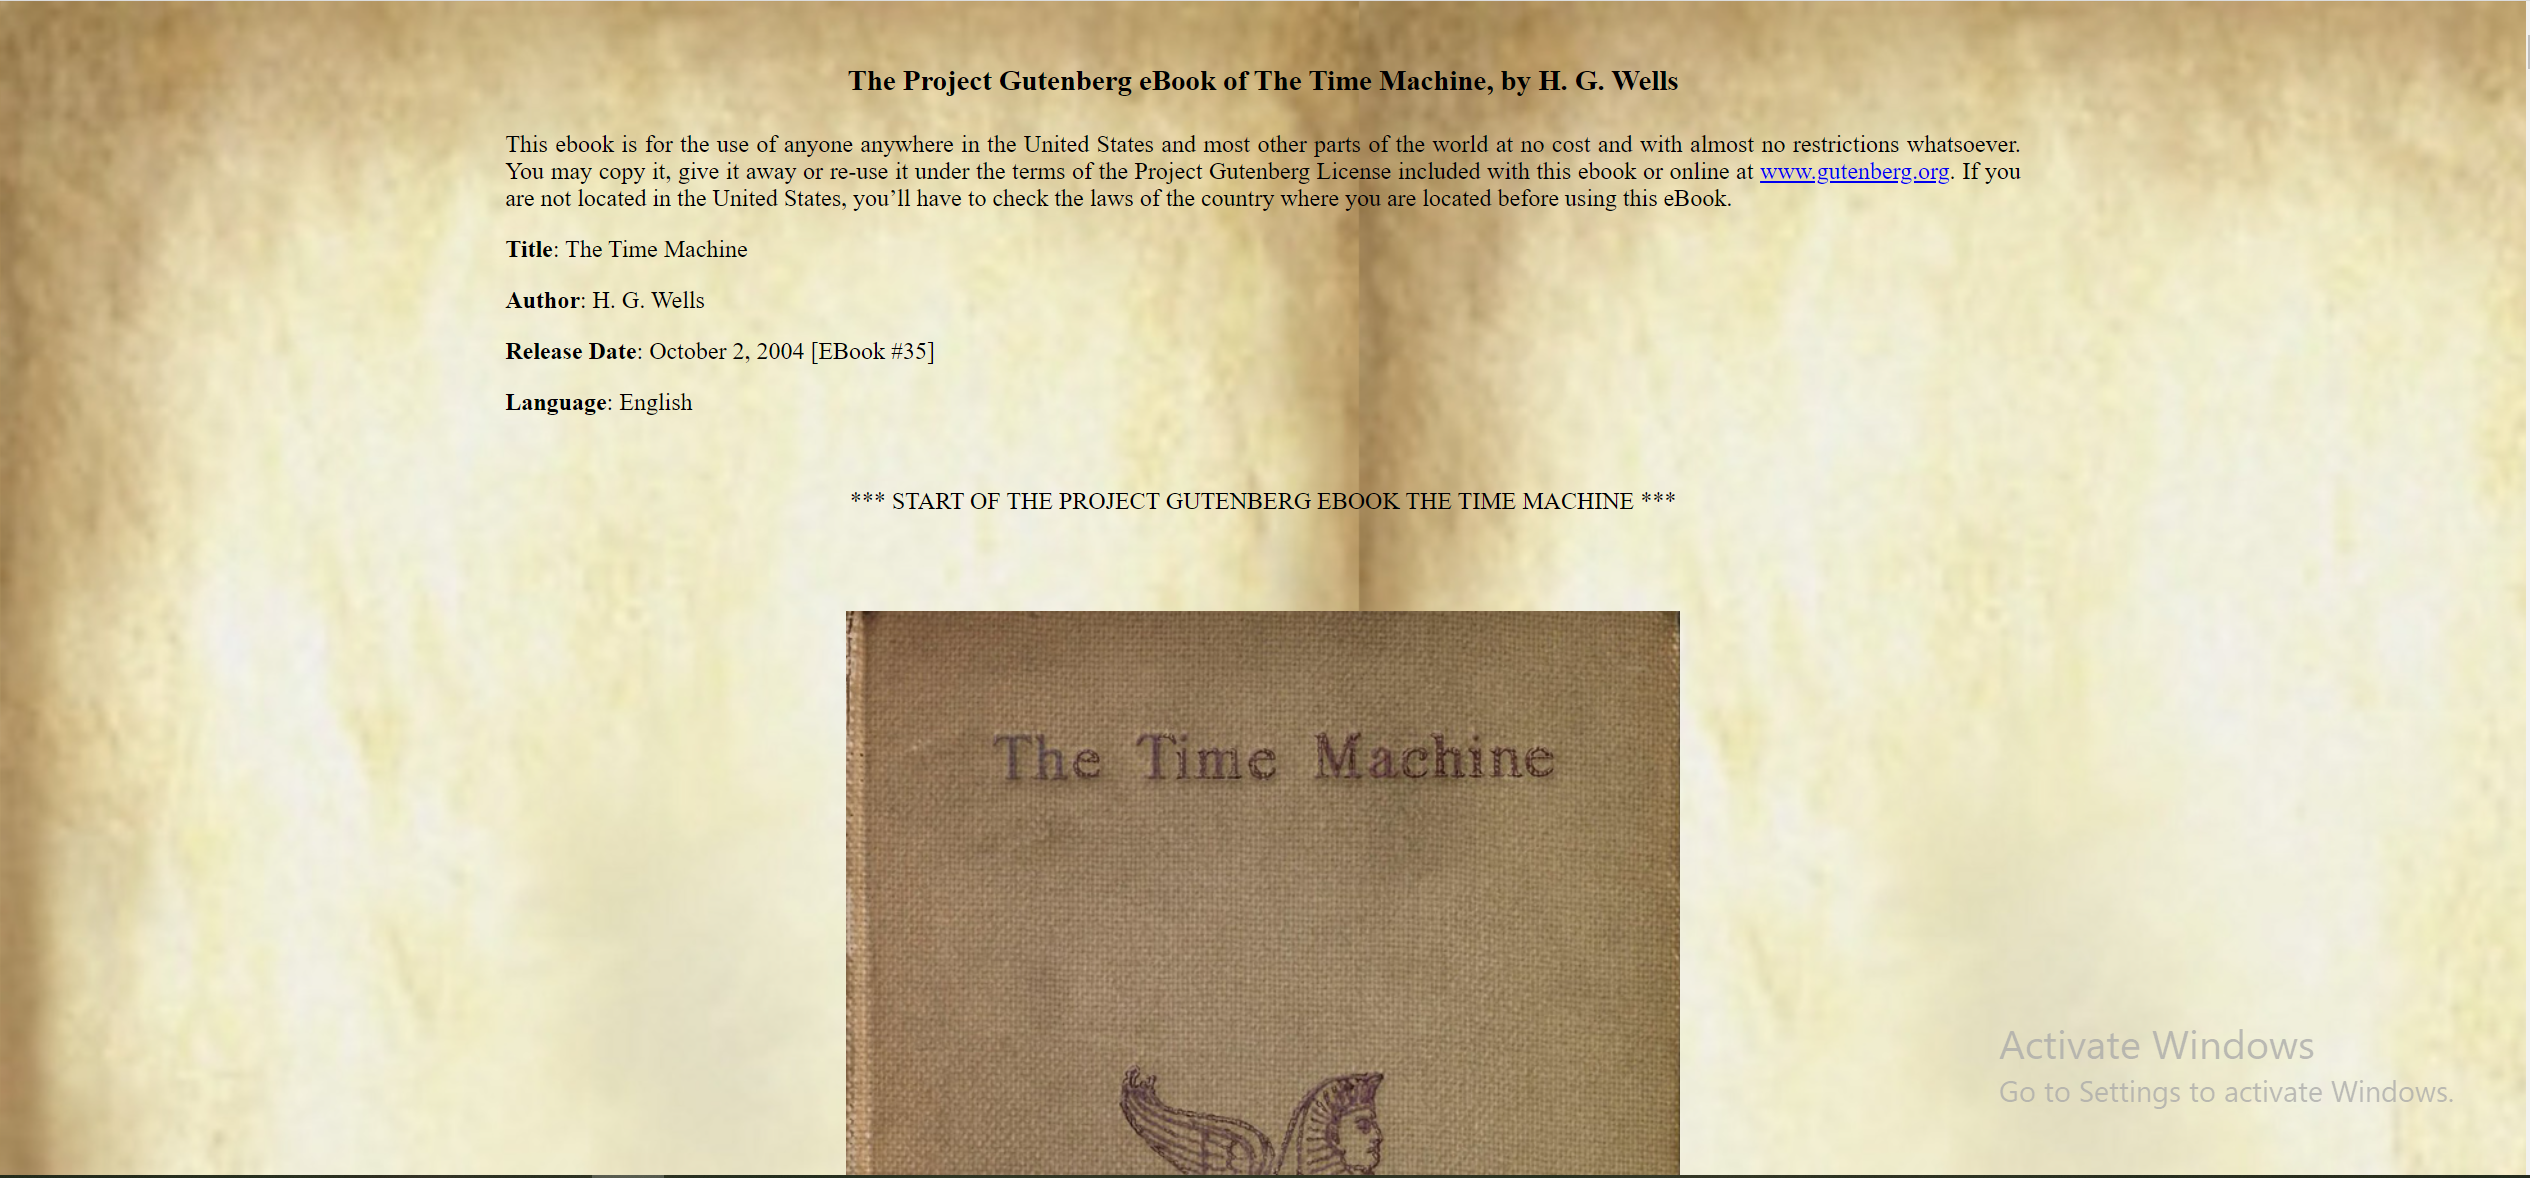 The Project Gutenberg eBook of The Time Machine, by H. G. Wells
This ebook is for the use of anyone anywhere in the United States and most other parts of the world at no cost and with almost no restrictions whatsoever.
You may copy it, give it away or re-use it under the terms of the Project Gutenberg License included with this ebook or online at www.gutenberg.org. If you
are not located in the United States, you’ll have to check the laws of the country where you are located before using this eBook.
Title: The Time Machine
Author: H. G. Wells
Release Date: October 2, 2004 [EBook #35]
Language: English
*** START OF THE PROJECT GUTENBERG EBOOK THE TIME MACHINE ***
The Time Machine
Activate Windows
Go to Settings to activate Windows.